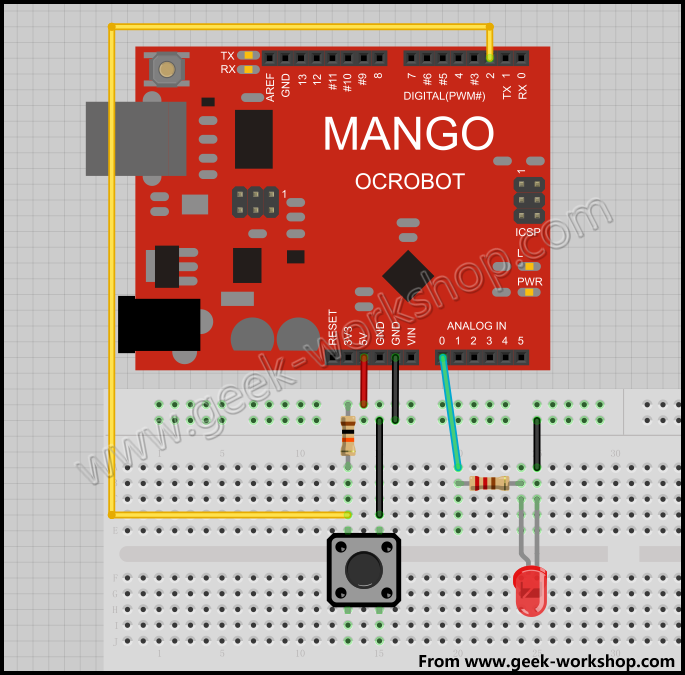 TX
RX
AREF
GND
13
12
#11
#10
#9
8
7
#6
#5
4
#3
2
TX 1
RX 0
DIGITAL(PWM#)
MANGO
OCROBOT
1
1
ICSP
L
PWR
RESET
3V3
5V
GND
GND
VIN
ANALOG IN
0 1 2 3 4 5
www.geek-workshop.com
From www.geek-workshop.com